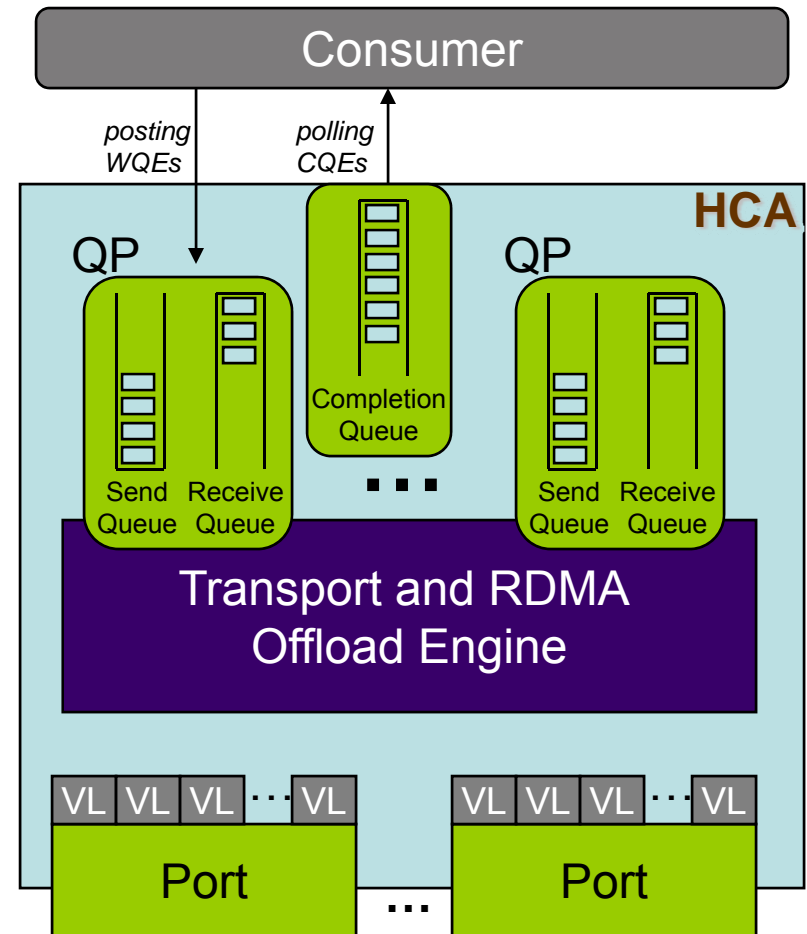 Consumer
posting
WQEs
polling
CQEs
HCA
QP
QP
Completion
Queue
...
Send Receive
Queue Queue
Send Receive
Queue Queue
Transport and RDMA
Offload Engine
VL VL VL ... VL
VL VL VL ... VL
Port
...
Port